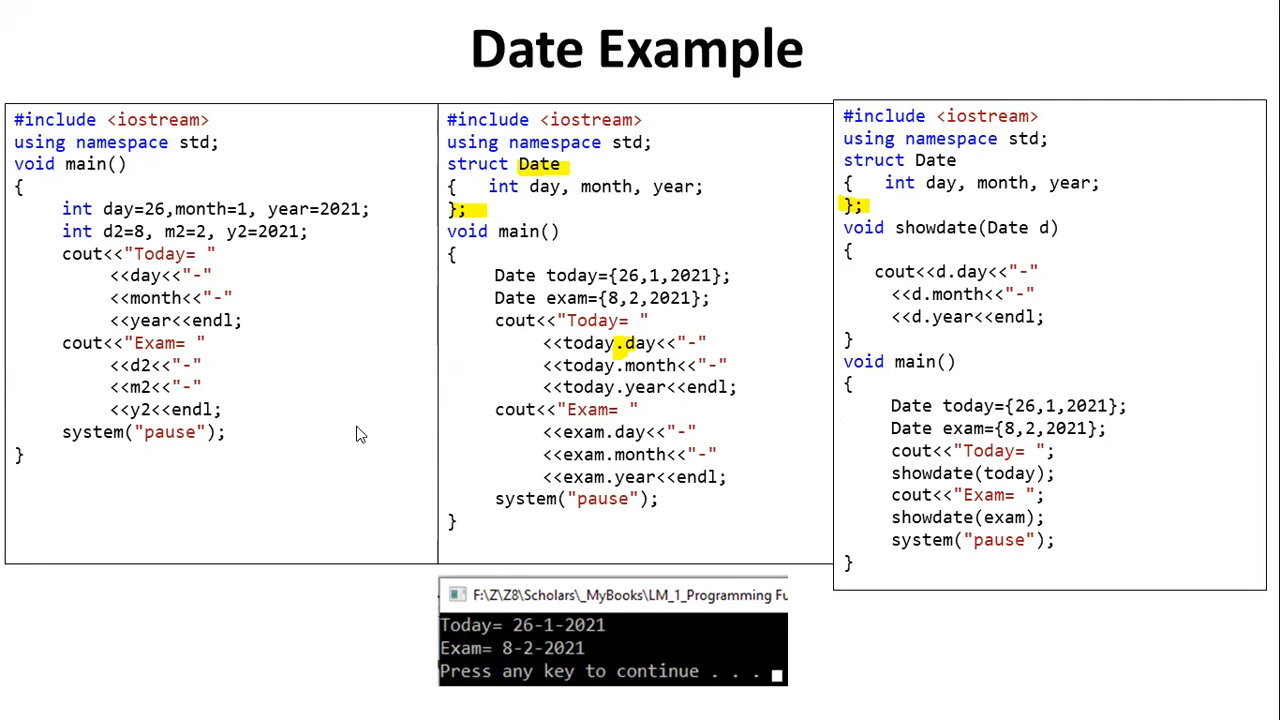 Date Example
#include <iostream>
using namespace std;
void main()
{
int day=26,month=1, year=2021;
int d2=8, m2=2, y2=2021;
cout<<"Today= "
<<day<<"-"
<<month<<"-"
<<year<<endl;
cout<<"Exam= "
<<d2<<"-"
<<m2<<"-"
<<y2<<endl;
system("pause");
}
#include <iostream>
using namespace std;
struct Date
{ int day, month, year;
};
void main()
{
Date today={26,1,2021};
Date exam={8,2,2021};
cout<<"Today= "
<<today.day<<"-"
<<today.month<<"-"
<<today.year<<endl;
cout<<"Exam= "
<<exam.day<<"-"
<<exam.month<<"-"
<<exam.year<<endl;
system("pause");
}
#include <iostream>
using namespace std;
struct Date
{ int day, month, year;
};
void showdate(Date d)
{
cout<<d.day<<"-"
<<d.month<<"-"
<<d.year<<endl;
}
void main()
{
Date today={26,1,2021};
Date exam={8,2,2021};
cout<<"Today= ";
showdate(today);
cout<<"Exam= ";
showdate(exam);
system("pause");
}
F:\Z\Z8\Scholars\_MyBooks\LM_1_Programming Fu
Today= 26-1-2021
Exam= 8-2-2021
Press any key to continue . . .